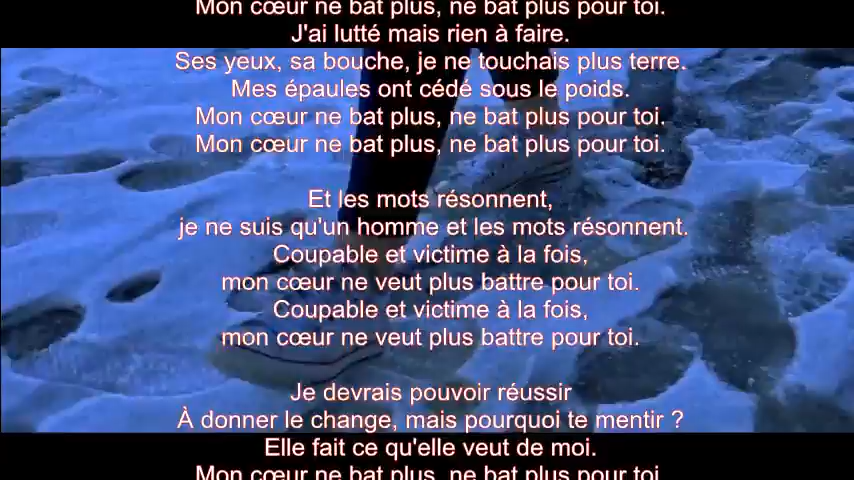 Mon cœur ne bat plus, ne bat plus pour toi.
J'ai lutté mais rien à faire.
Ses yeux, sa bouche, je ne touchais plus terre.
Mes épaules ont cédé sous le poids.
Mon cœur ne bat plus, ne bat plus pour toi.
Mon cœur ne bat plus, ne bat plus pour toi.
Et les mots résonnent,
je ne suis qu'un homme et les mots résonnent.
Coupable et victime à la fois,
mon cœur ne veut plus battre pour toi.
Coupable et victime à la fois,
mon cœur ne veut plus battre pour toi.
Je devrais pouvoir réussir
À donner le change, mais pourquoi te mentir ?
Elle fait ce qu'elle veut de moi.
Mon cœur ne bat plus, ne bat plus pour toi.